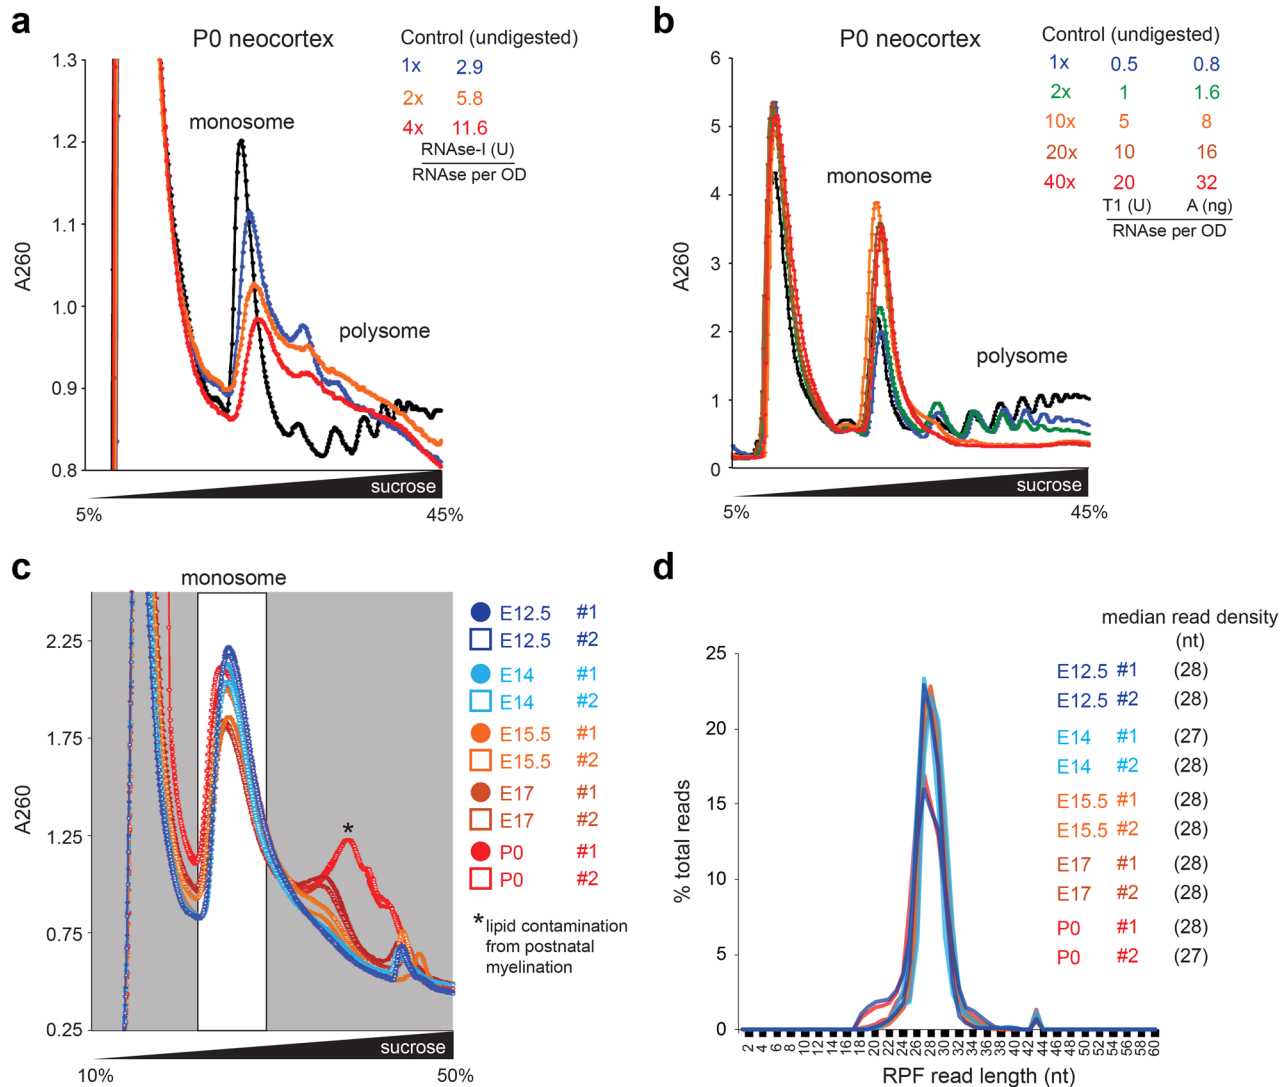 a
P0 neocortex
Control (undigested)
1x 2.9
2x 5.8
4x 11.6
RNAse-I (U)
RNAse per OD
monosome
polysome
A260
1.3
1.2
1.1
1.0
0.9
0.8
sucrose
5% 45%
b
P0 neocortex
Control (undigested)
1x 0.5 0.8
2x 1 1.6
10x 5 8
20x 10 16
40x 20 32
T1 (U) A (ng)
RNAse per OD
monosome
polysome
A260
6
5
4
3
2
1
0
sucrose
5% 45%
c
monosome
A260
2.25
1.75
1.25
0.75
0.25
*
E12.5 #1
E12.5 #2
E14 #1
E14 #2
E15.5 #1
E15.5 #2
E17 #1
E17 #2
P0 #1
P0 #2
*lipid contamination
from postnatal
myelination
sucrose
10% 50%
d
median read density
(nt)
E12.5 #1 (28)
E12.5 #2 (28)
E14 #1 (27)
E14 #2 (28)
E15.5 #1 (28)
E15.5 #2 (28)
E17 #1 (28)
E17 #2 (28)
P0 #1 (28)
P0 #2 (27)
% total reads
25
20
15
10
5
0
2 4 6 8 10 12 14 16 18 20 22 24 26 28 30 32 34 36 38 40 42 44 46 48 50 52 54 56 58 60
RPF read length (nt)